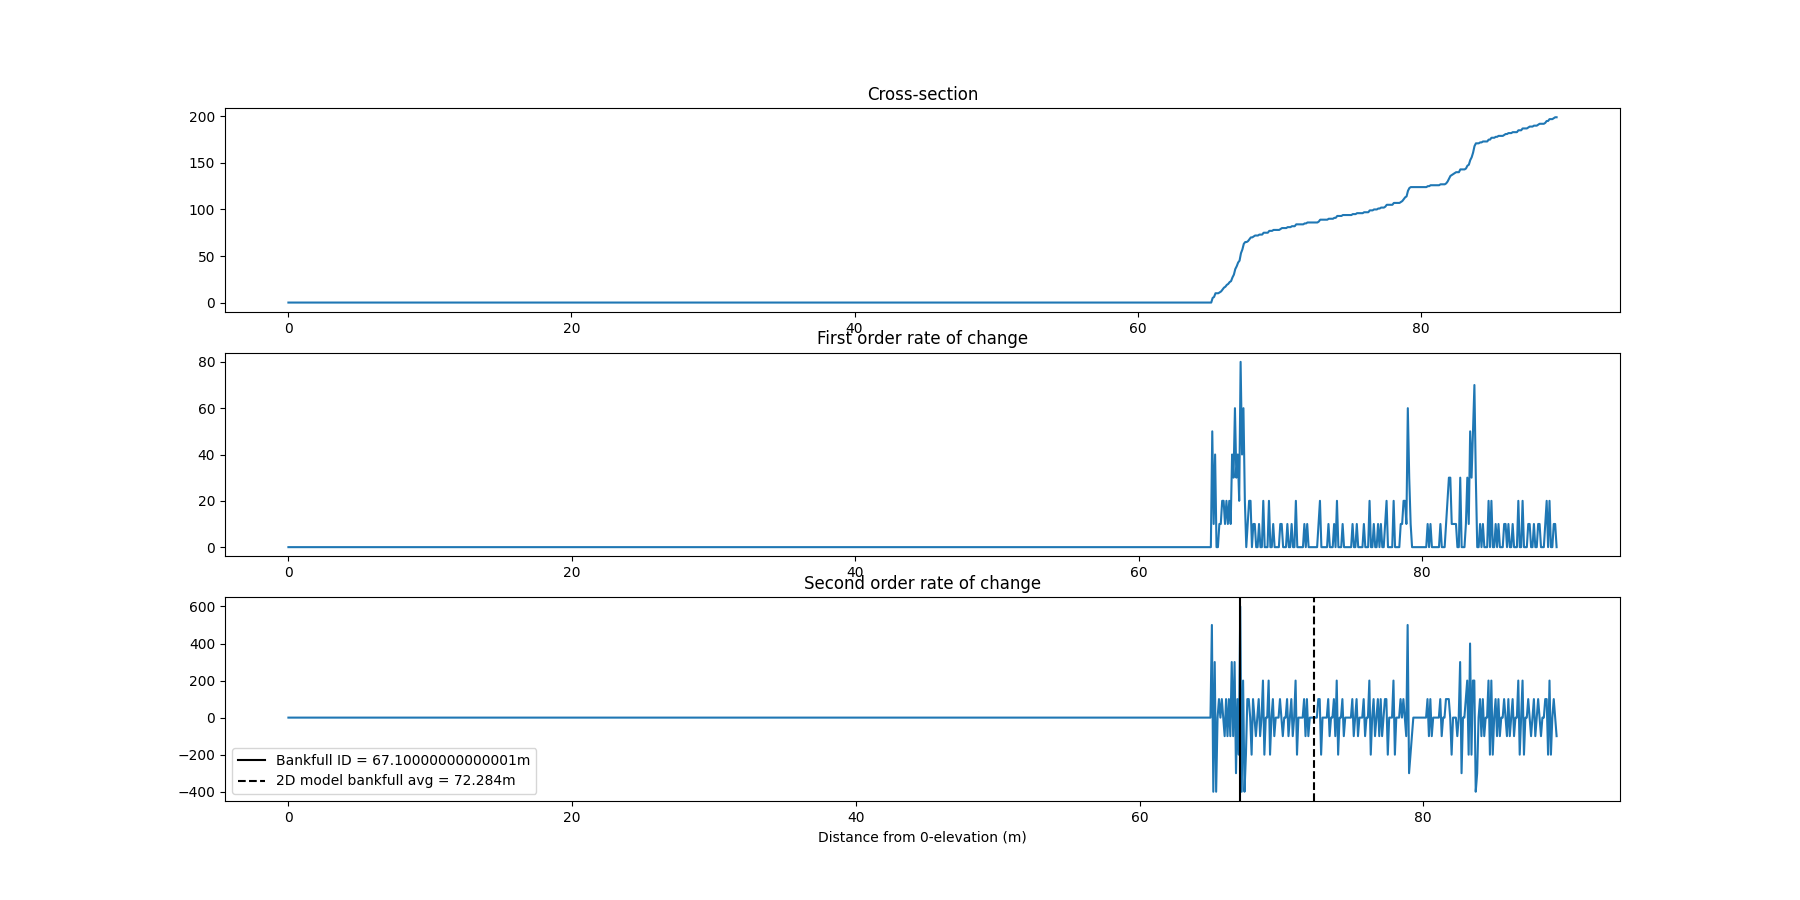 Cross-section
200
150
100
50
0
0 20 40 60 80
First order rate of change
80
60
40
20
0
0 20 40 60 80
Second order rate of change
600
400
200
0
−200
−400
Bankfull ID = 67.10000000000001m
2D model bankfull avg = 72.284m
0 20 40 60 80
Distance from 0-elevation (m)